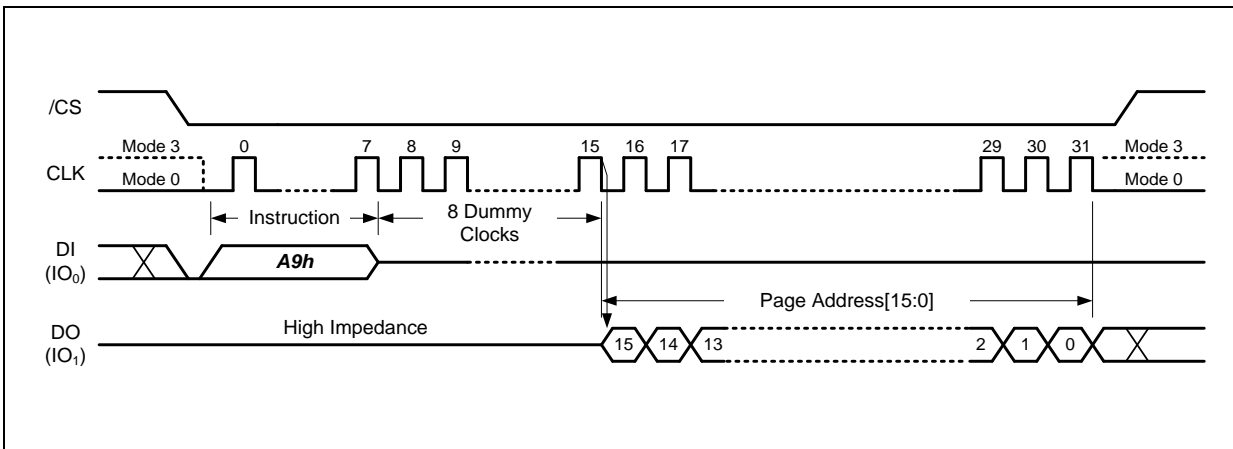 /CS
Mode 3 0 7 8 9 15 16 17 29 30 31 Mode 3
CLK
Mode 0 Mode 0
Instruction 8 Dummy
Clocks
DI
(IO₀)
A9h
Page Address[15:0]
High Impedance
DO
(IO₁)
15 14 13 2 1 0